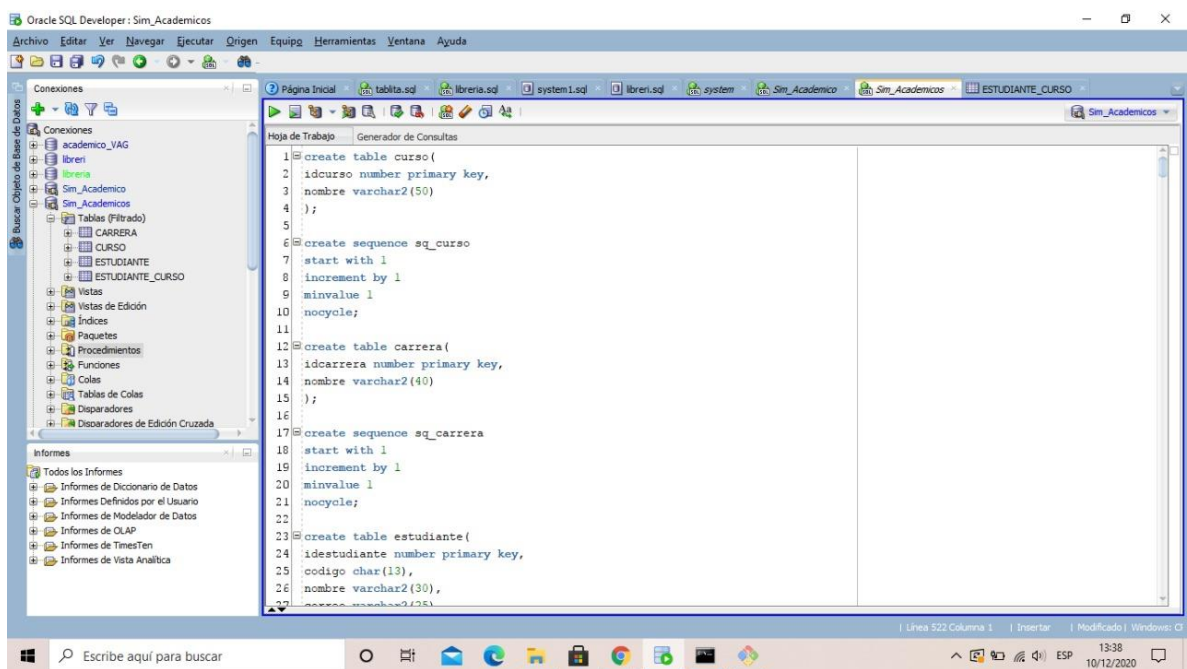 Oracle SQL Developer : Sim_Academicos
Archivo Editar Ver Navegar Ejecutar Origen Equipo Herramientas Ventana Ayuda
Conexiones
Página Inicial tablita.sql libreria.sql system1.sql libreri.sql system Sim_Academico Sim_Academicos ESTUDIANTE_CURSO
Buscar Objeto de Base de Datos
Conexiones
academico_VAG
libreri
libreria
Sim_Academico
Sim_Academicos
Tablas (Filtrado)
CARRERA
CURSO
ESTUDIANTE
ESTUDIANTE_CURSO
Vistas
Vistas de Edición
Índices
Paquetes
Procedimientos
Funciones
Colas
Tablas de Colas
Disparadores
Disparadores de Edición Cruzada
Informes
Todos los Informes
Informes de Diccionario de Datos
Informes Definidos por el Usuario
Informes de Modelador de Datos
Informes de OLAP
Informes de TimesTen
Informes de Vista Analítica
Sim_Academicos
Hoja de Trabajo Generador de Consultas
1 create table curso(
2 idcurso number primary key,
3 nombre varchar2(50)
4 );
5
6 create sequence sq_curso
7 start with 1
8 increment by 1
9 minvalue 1
10 nocycle;
11
12 create table carrera(
13 idcarrera number primary key,
14 nombre varchar2(40)
15 );
16
17 create sequence sq_carrera
18 start with 1
19 increment by 1
20 minvalue 1
21 nocycle;
22
23 create table estudiante(
24 idestudiante number primary key,
25 codigo char(13),
26 nombre varchar2(30),
27 correo varchar2(25)
Línea 522 Columna 1 | Insertar | Modificado | Windows: C
Escribe aquí para buscar
ESP
13:38
10/12/2020